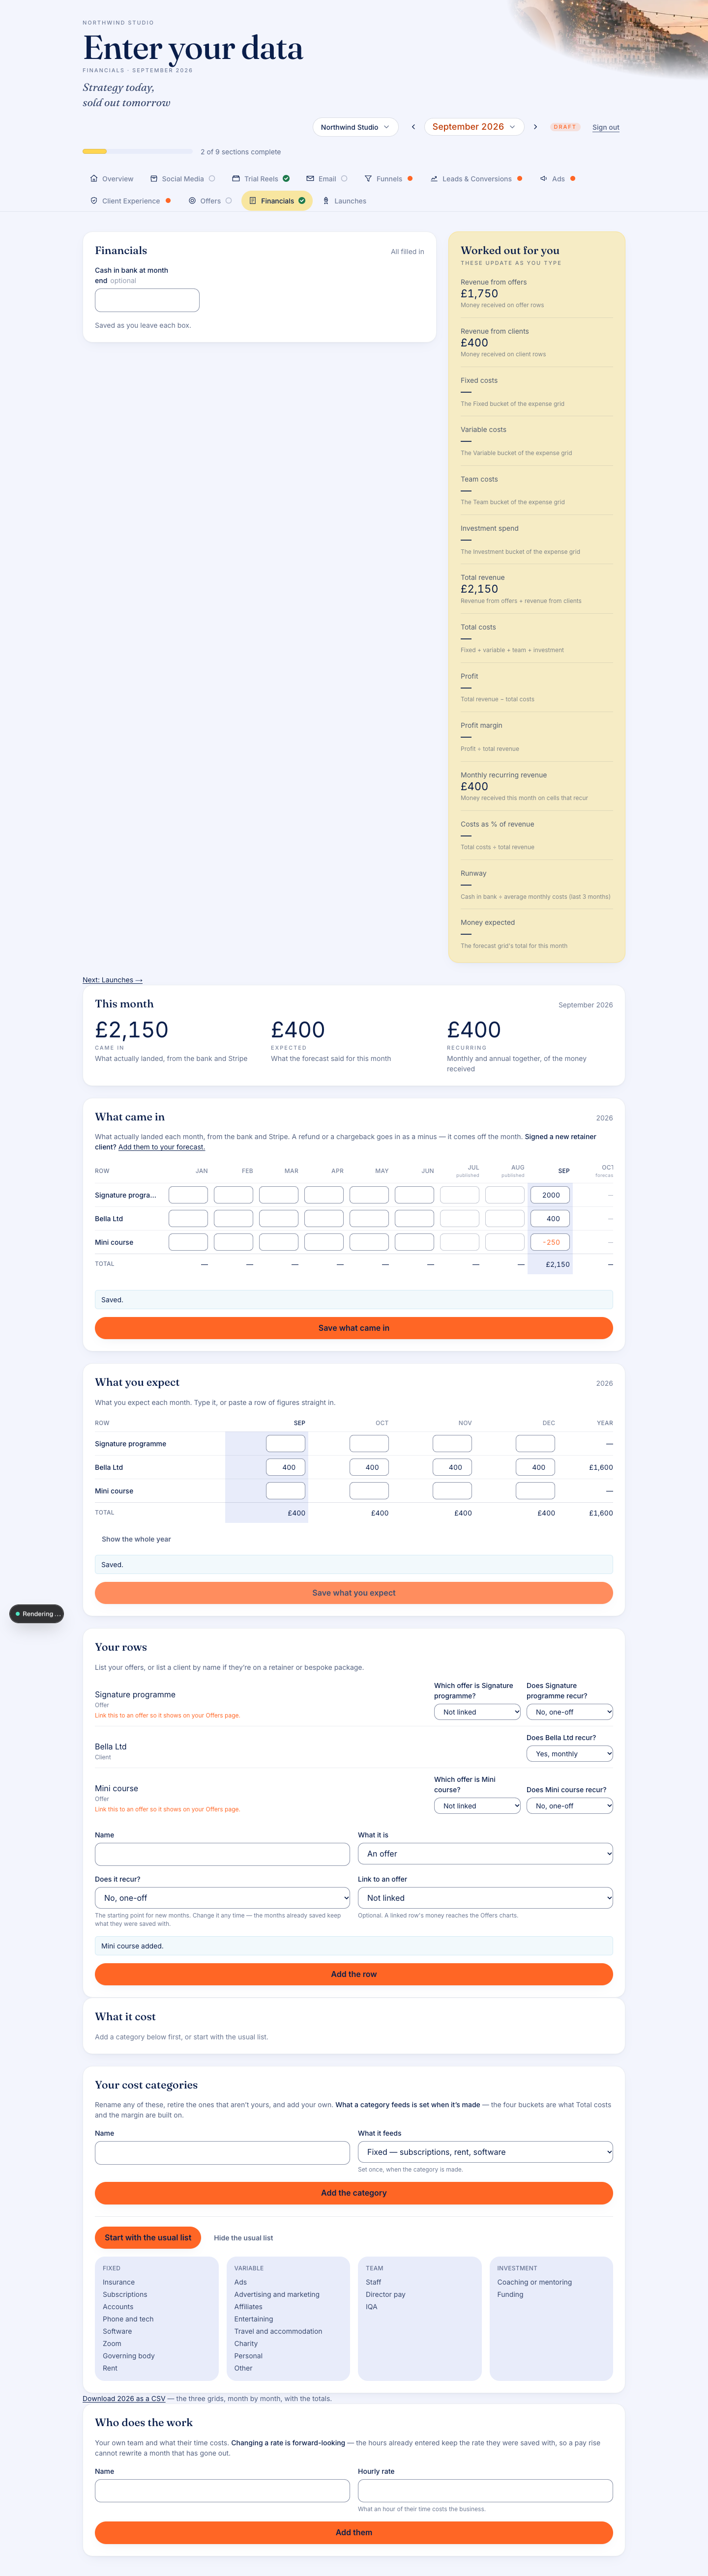 NORTHWIND STUDIO
Enter your data
FINANCIALS · SEPTEMBER 2026
Strategy today,
sold out tomorrow
Northwind Studio
September 2026
DRAFT
Sign out
2 of 9 sections complete
Overview
Social Media
Trial Reels
Email
Funnels
Leads & Conversions
Ads
Client Experience
Offers
Financials
Launches
Financials
All filled in
Cash in bank at month
end optional
Saved as you leave each box.
Worked out for you
THESE UPDATE AS YOU TYPE
Revenue from offers
£1,750
Money received on offer rows
Revenue from clients
£400
Money received on client rows
Fixed costs
—
The Fixed bucket of the expense grid
Variable costs
—
The Variable bucket of the expense grid
Team costs
—
The Team bucket of the expense grid
Investment spend
—
The Investment bucket of the expense grid
Total revenue
£2,150
Revenue from offers + revenue from clients
Total costs
—
Fixed + variable + team + investment
Profit
—
Total revenue − total costs
Profit margin
—
Profit ÷ total revenue
Monthly recurring revenue
£400
Money received this month on cells that recur
Costs as % of revenue
—
Total costs ÷ total revenue
Runway
—
Cash in bank ÷ average monthly costs (last 3 months)
Money expected
—
The forecast grid's total for this month
Next: Launches →
This month
September 2026
£2,150
CAME IN
What actually landed, from the bank and Stripe
£400
EXPECTED
What the forecast said for this month
£400
RECURRING
Monthly and annual together, of the money
received
What came in
2026
What actually landed each month, from the bank and Stripe. A refund or a chargeback goes in as a minus — it comes off the month. Signed a new retainer
client? Add them to your forecast.
ROW JAN FEB MAR APR MAY JUN JUL published AUG published SEP OCT forecas
Signature progra... 2000 —
Bella Ltd 400 —
Mini course -250 —
TOTAL — — — — — — — — £2,150 —
Saved.
Save what came in
What you expect
2026
What you expect each month. Type it, or paste a row of figures straight in.
ROW SEP OCT NOV DEC YEAR
Signature programme —
Bella Ltd 400 400 400 400 £1,600
Mini course —
TOTAL £400 £400 £400 £400 £1,600
Show the whole year
Saved.
Save what you expect
Rendering ...
Your rows
List your offers, or list a client by name if they're on a retainer or bespoke package.
Signature programme
Offer
Link this to an offer so it shows on your Offers page.
Which offer is Signature
programme?
Not linked
Does Signature
programme recur?
No, one-off
Bella Ltd
Client
Does Bella Ltd recur?
Yes, monthly
Mini course
Offer
Link this to an offer so it shows on your Offers page.
Which offer is Mini
course?
Not linked
Does Mini course recur?
No, one-off
Name
What it is
An offer
Does it recur?
No, one-off
The starting point for new months. Change it any time — the months already saved keep
what they were saved with.
Link to an offer
Not linked
Optional. A linked row's money reaches the Offers charts.
Mini course added.
Add the row
What it cost
Add a category below first, or start with the usual list.
Your cost categories
Rename any of these, retire the ones that aren't yours, and add your own. What a category feeds is set when it's made — the four buckets are what Total costs
and the margin are built on.
Name
What it feeds
Fixed — subscriptions, rent, software
Set once, when the category is made.
Add the category
Start with the usual list
Hide the usual list
FIXED
Insurance
Subscriptions
Accounts
Phone and tech
Software
Zoom
Governing body
Rent
VARIABLE
Ads
Advertising and marketing
Affiliates
Entertaining
Travel and accommodation
Charity
Personal
Other
TEAM
Staff
Director pay
IQA
INVESTMENT
Coaching or mentoring
Funding
Download 2026 as a CSV — the three grids, month by month, with the totals.
Who does the work
Your own team and what their time costs. Changing a rate is forward-looking — the hours already entered keep the rate they were saved with, so a pay rise
cannot rewrite a month that has gone out.
Name
Hourly rate
What an hour of their time costs the business.
Add them